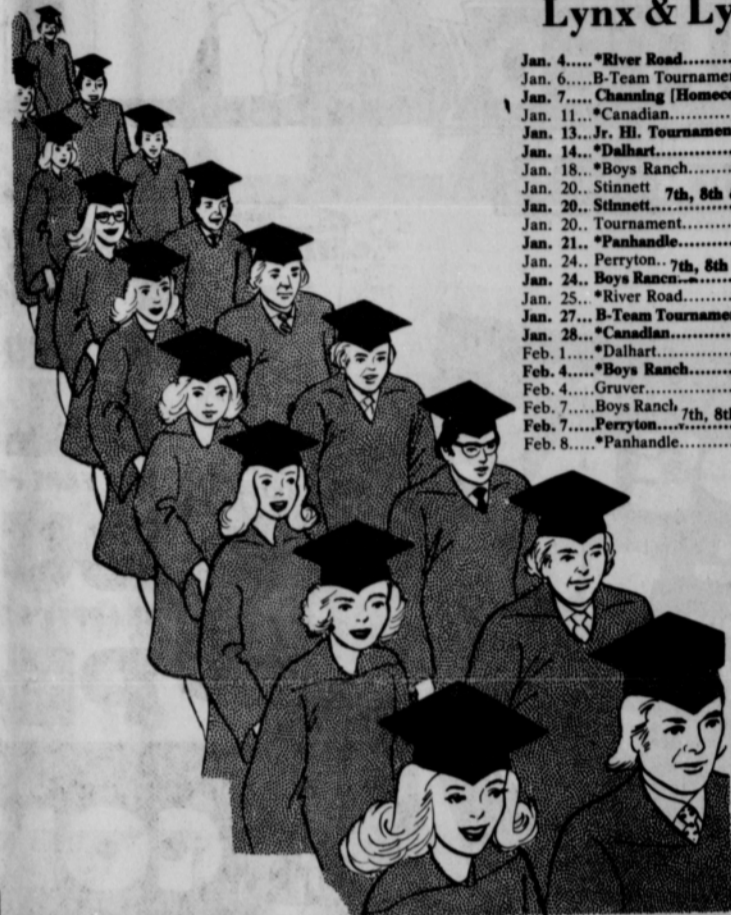 Lynx & Ly
Jan. 4.....*River Road..........
Jan. 6.....B-Team Tourname
Jan. 7..... Channing [Homeco
Jan. 11...*Canadian............
Jan. 13...Jr. Hi. Tournamen
Jan. 14...*Dalhart...............
Jan. 18...*Boys Ranch.........
Jan. 20.. Stinnett 7th, 8th
Jan. 20.. Stinnett................
Jan. 20.. Tournament..........
Jan. 21.. *Panhandle............
Jan. 24.. Perryton.. 7th, 8th
Jan. 24.. Boys Ranch...........
Jan. 25...*River Road..........
Jan. 27... B-Team Tourname
Jan. 28...*Canadian............
Feb. 1.....*Dalhart...............
Feb. 4.....*Boys Ranch.........
Feb. 4.....Gruver.................
Feb. 7.....Boys Ranch 7th, 8th
Feb. 7.....Perryton...............
Feb. 8.....*Panhandle...........